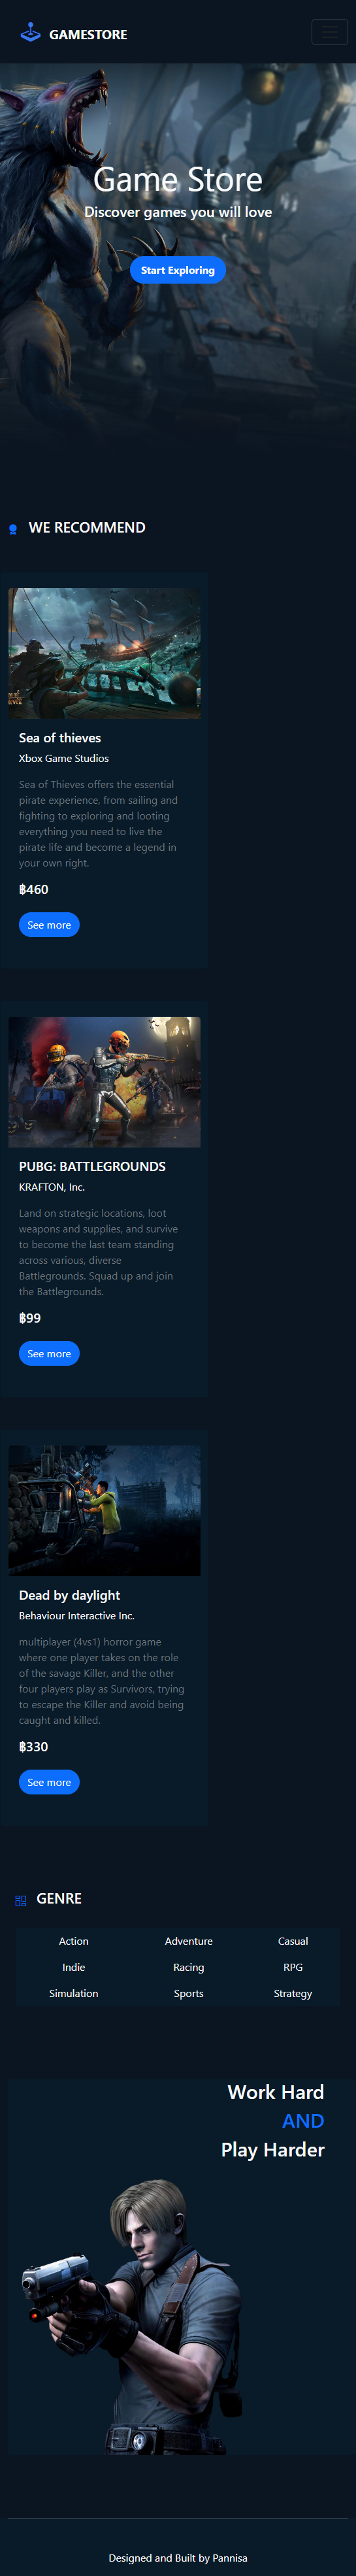 GAMESTORE
Game Store
Discover games you will love
Start Exploring
WE RECOMMEND
Sea of thieves
Xbox Game Studios
Sea of Thieves offers the essential
pirate experience, from sailing and
fighting to exploring and looting
everything you need to live the
pirate life and become a legend in
your own right.
฿460
See more
PUBG: BATTLEGROUNDS
KRAFTON, Inc.
Land on strategic locations, loot
weapons and supplies, and survive
to become the last team standing
across various, diverse
Battlegrounds. Squad up and join
the Battlegrounds.
฿99
See more
Dead by daylight
Behaviour Interactive Inc.
multiplayer (4vs1) horror game
where one player takes on the role
of the savage Killer, and the other
four players play as Survivors, trying
to escape the Killer and avoid being
caught and killed.
฿330
See more
GENRE
Action Adventure Casual
Indie Racing RPG
Simulation Sports Strategy
Work Hard
AND
Play Harder
Designed and Built by Pannisa